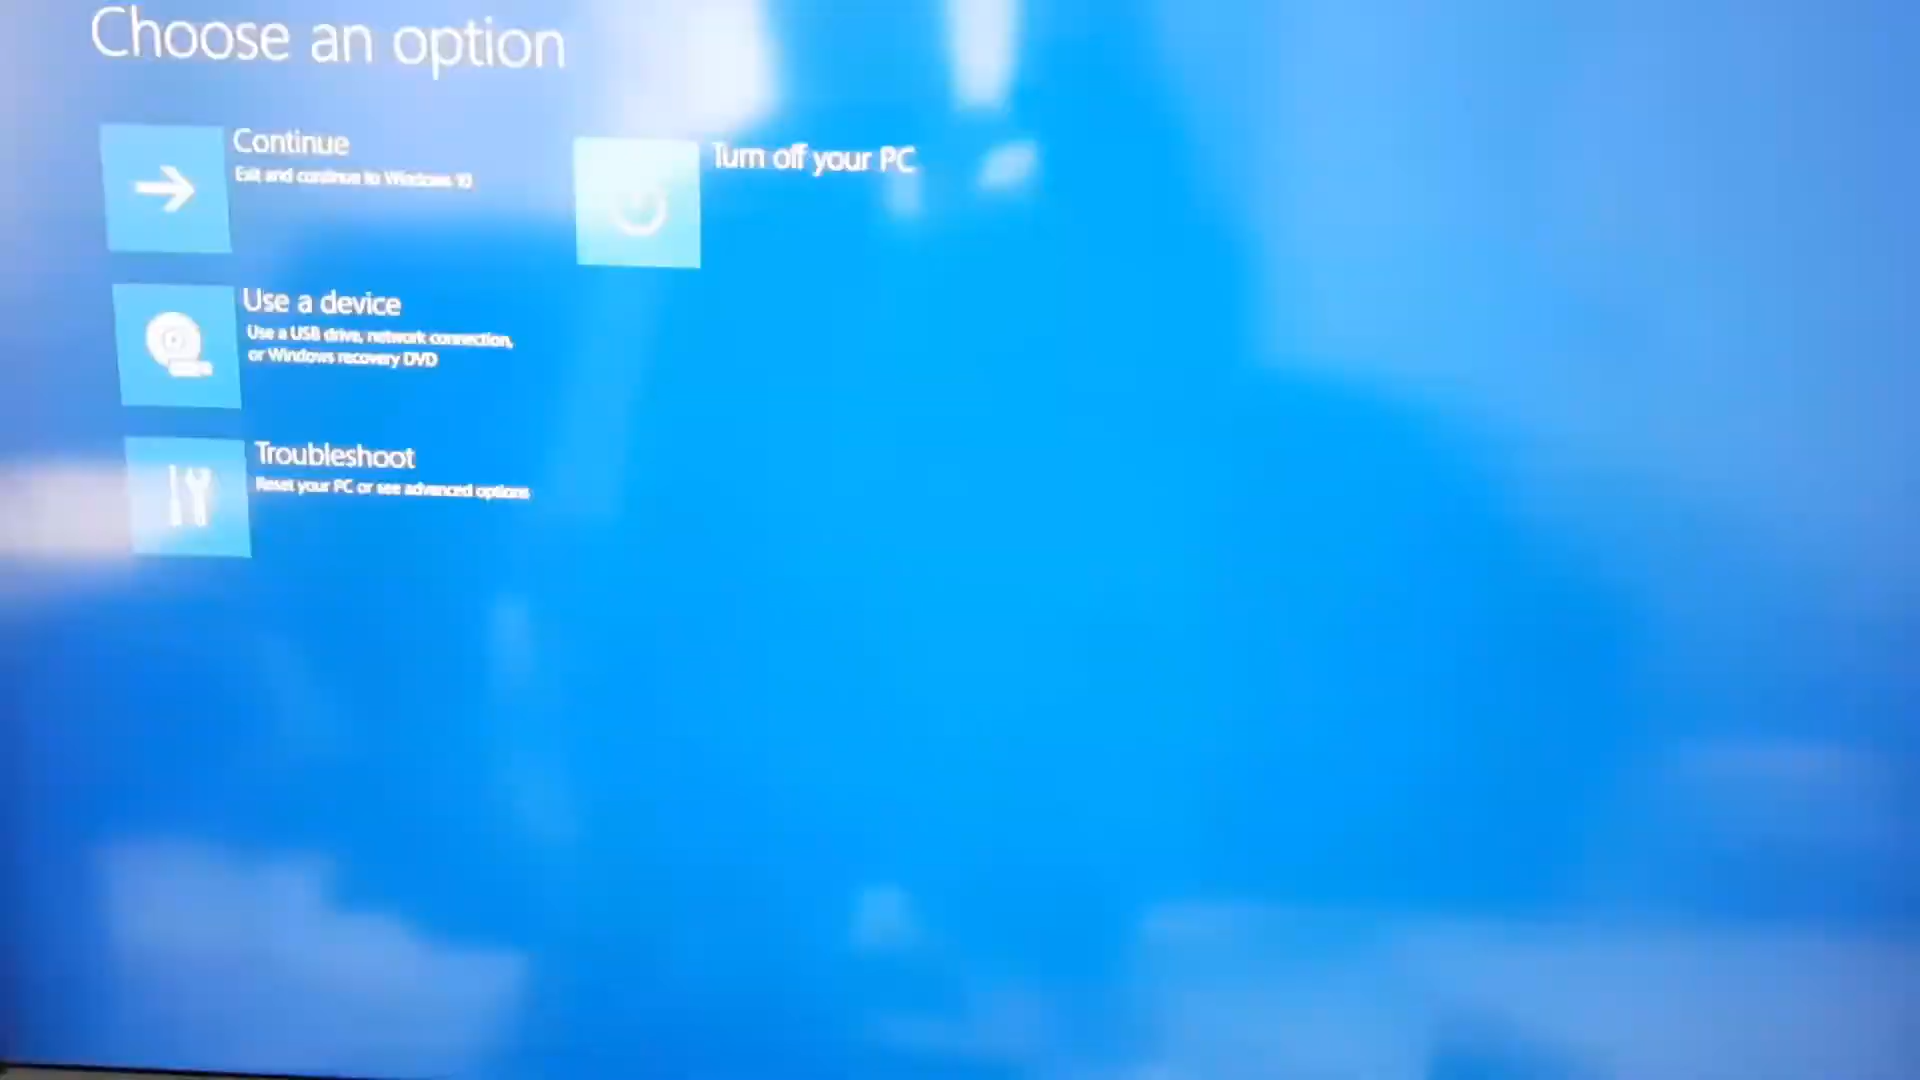 Choose an option
Continue
Exit and continue to Windows 10
Turn off your PC
Use a device
Use a USB drive, network connection,
or Windows recovery DVD
Troubleshoot
Reset your PC or see advanced options